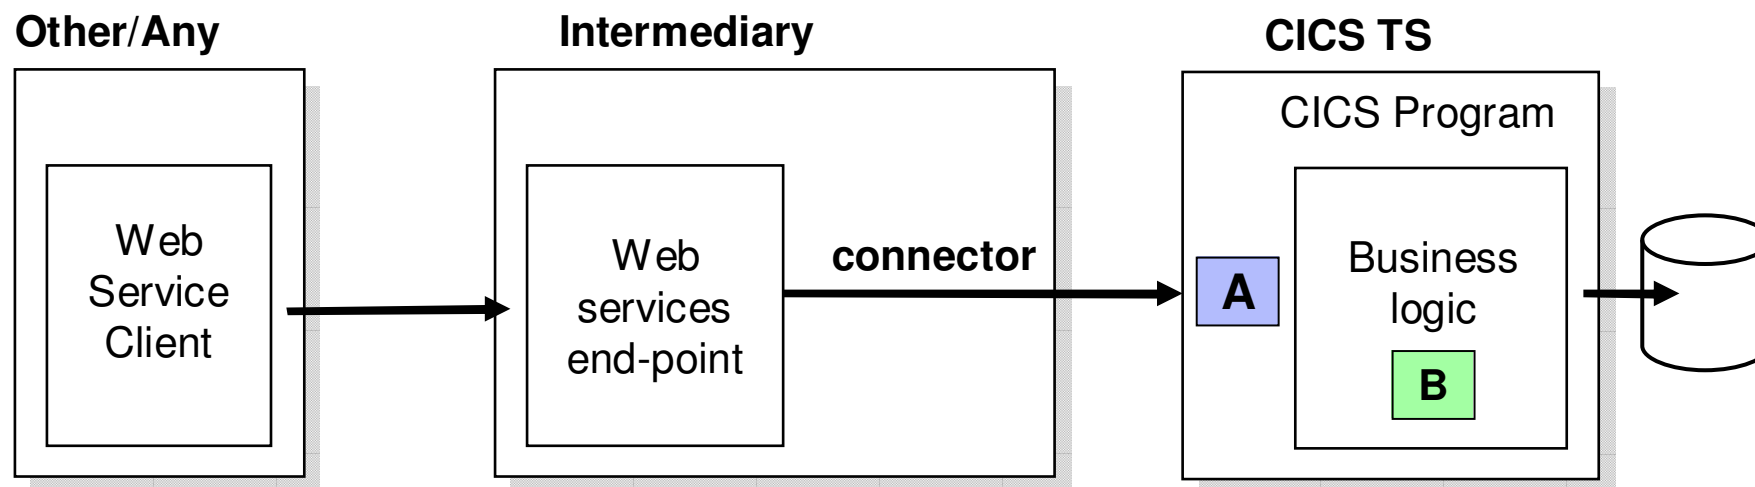 Other/Any
Intermediary
CICS TS
CICS Program
Web
Service
Client
Web
services
end-point
connector
A
Business
logic
B